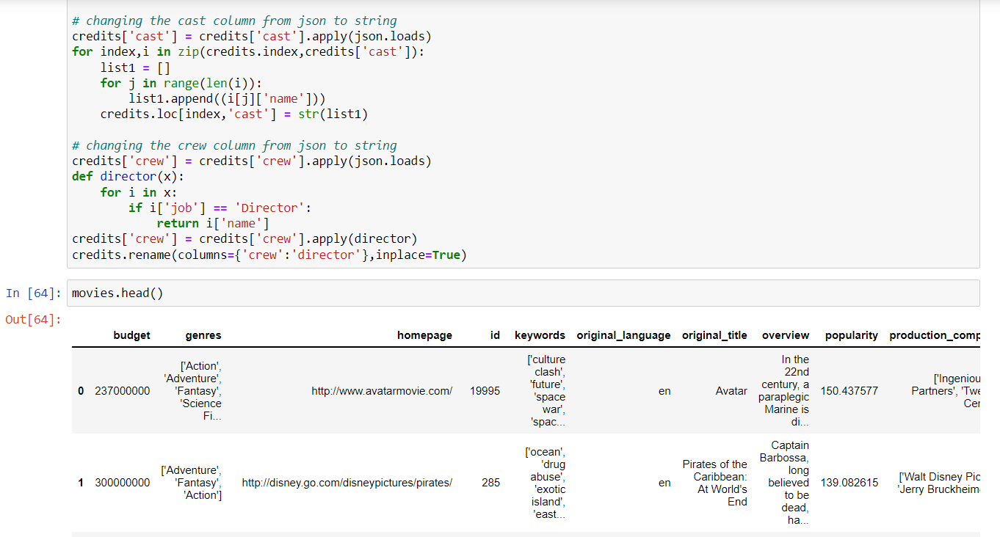 # changing the cast column from json to string
credits['cast'] = credits['cast'].apply(json.loads)
for index,i in zip(credits.index,credits['cast']):
    list1 = []
    for j in range(len(i)):
        list1.append((i[j]['name']))
    credits.loc[index,'cast'] = str(list1)

# changing the crew column from json to string
credits['crew'] = credits['crew'].apply(json.loads)
def director(x):
    for i in x:
        if i['job'] == 'Director':
            return i['name']
credits['crew'] = credits['crew'].apply(director)
credits.rename(columns={'crew':'director'},inplace=True)
In [64]: movies.head()
Out[64]:
budget genres homepage id keywords original_language original_title overview popularity production_comp
0 237000000
['Action',
'Adventure',
'Fantasy',
'Science
Fi...
http://www.avatarmovie.com/ 19995
['culture
clash',
'future',
'space
war',
'spac...
en Avatar
In the
22nd
century, a
paraplegic
Marine is
di...
150.437577
['Ingeniou
Partners', 'Twe
Cer
1 300000000
['Adventure',
'Fantasy',
'Action']
http://disney.go.com/disneypictures/pirates/ 285
['ocean',
'drug
abuse',
'exotic
island',
'east...
en
Pirates of the
Caribbean:
At World's
End
Captain
Barbossa,
long
believed
to be
dead,
ha...
139.082615
['Walt Disney Pic
'Jerry Bruckheim